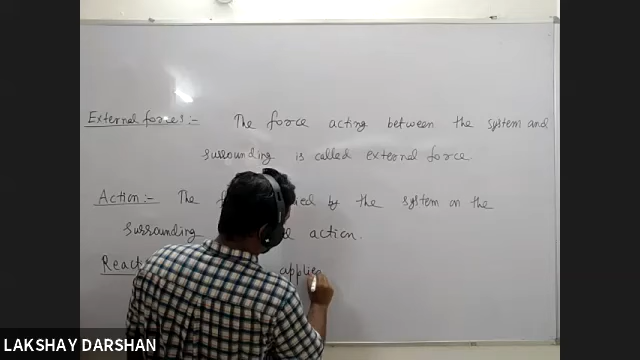 External forces:- The force acting between the system and
surrounding is called external force
Action:- The by the system on the
surrounding action.
applied
LAKSHAY DARSHAN